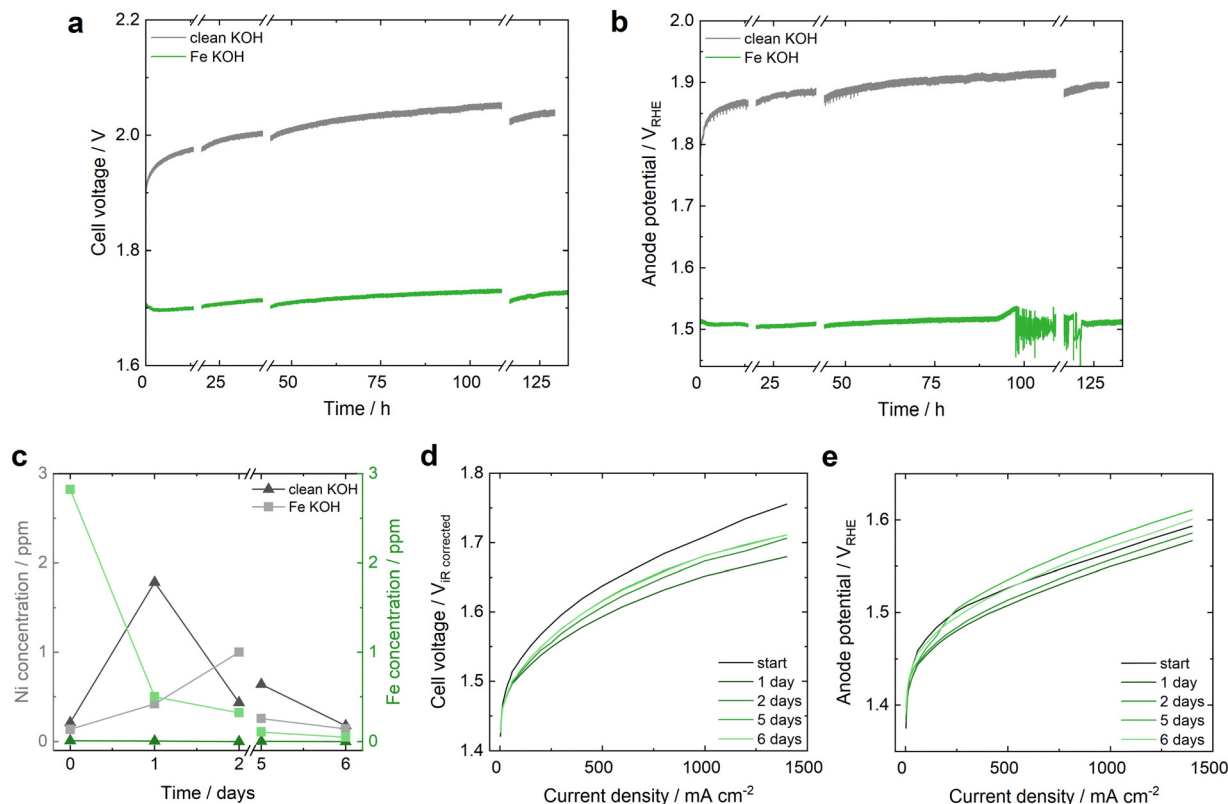 a
clean KOH
Fe KOH
2.2
2.0
1.8
1.6
Cell voltage / V
0
25
50
75
100
125
Time / h
b
clean KOH
Fe KOH
2.0
1.9
1.8
1.7
1.6
1.5
Anode potential / V_RHE
0
25
50
75
100
125
Time / h
c
clean KOH
Fe KOH
3
2
1
0
Ni concentration / ppm
3
2
1
0
Fe concentration / ppm
0
1
2
5
6
Time / days
d
1.8
1.7
1.6
1.5
1.4
Cell voltage / V_iR corrected
start
1 day
2 days
5 days
6 days
0
500
1000
1500
Current density / mA cm⁻²
e
1.6
1.5
1.4
Anode potential / V_RHE
start
1 day
2 days
5 days
6 days
0
500
1000
1500
Current density / mA cm⁻²